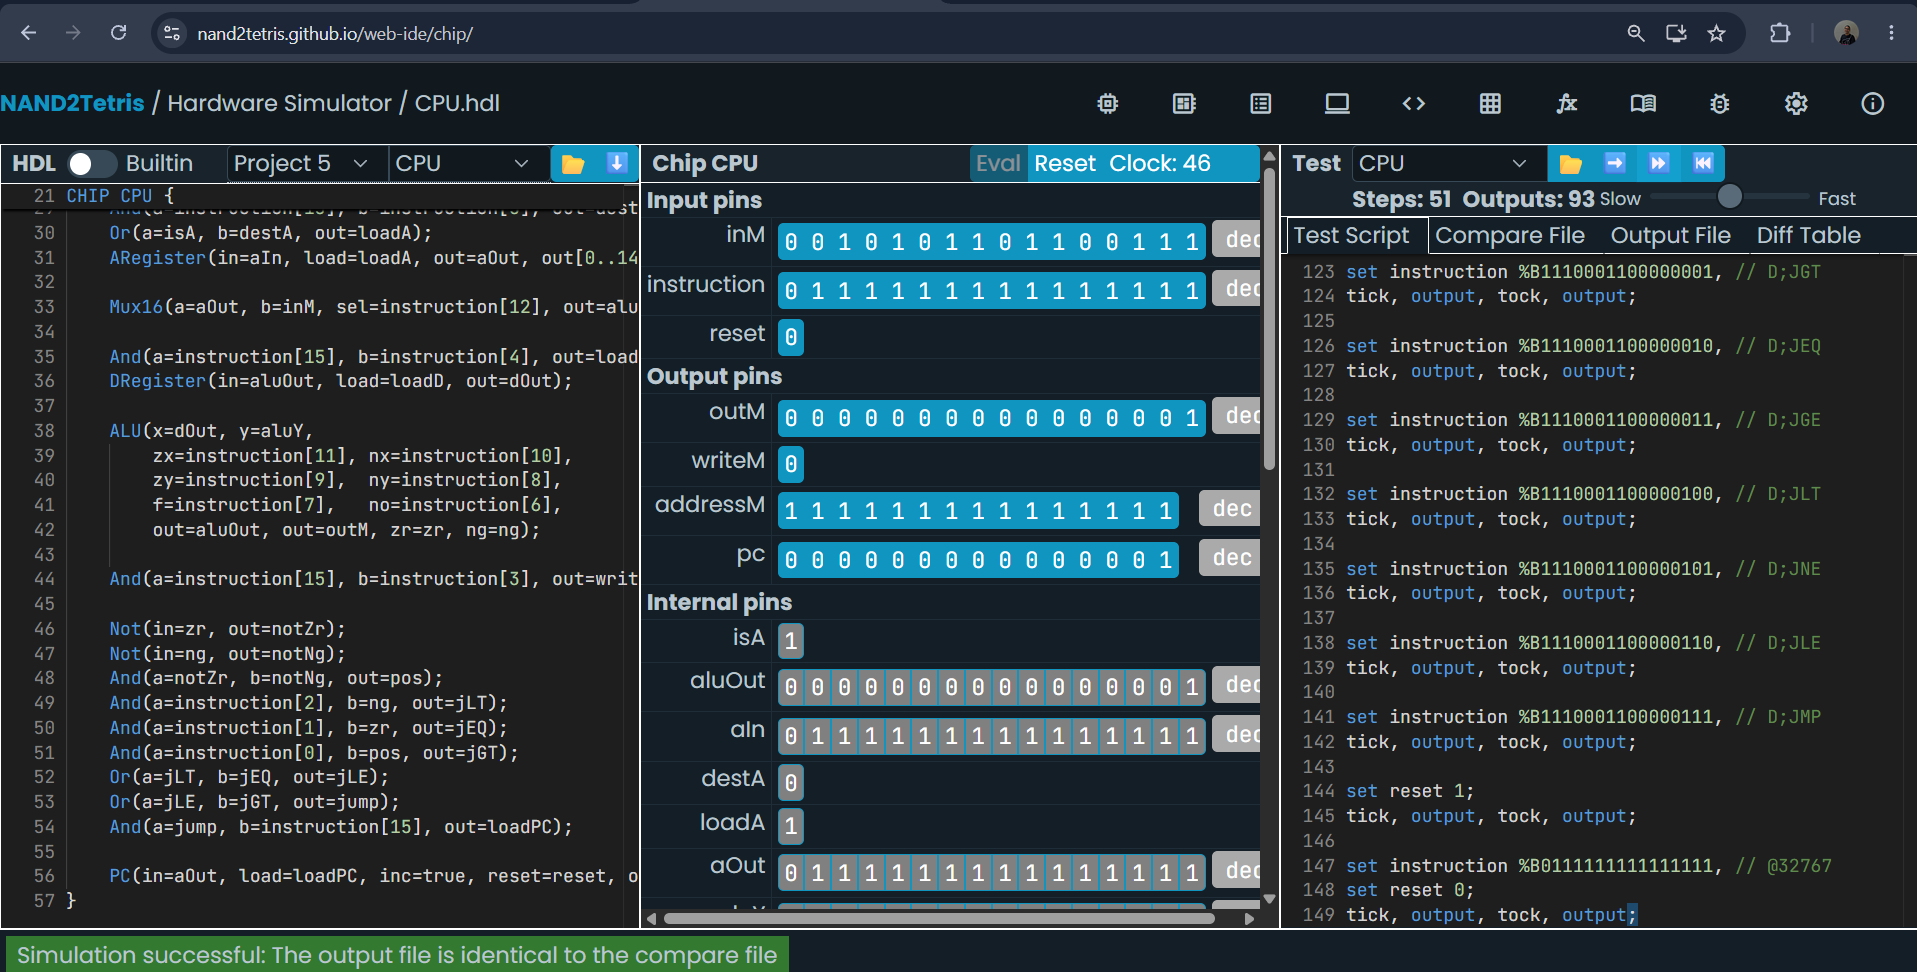 nand2tetris.github.io/web-ide/chip/
NAND2Tetris / Hardware Simulator / CPU.hdl
HDL Builtin Project 5 CPU
21 CHIP CPU {
30 Or(a=isA, b=destA, out=loadA);
31 ARegister(in=aIn, load=loadA, out=aOut, out[0..14
32
33 Mux16(a=aOut, b=inM, sel=instruction[12], out=alu
34
35 And(a=instruction[15], b=instruction[4], out=load
36 DRegister(in=aluOut, load=loadD, out=dOut);
37
38 ALU(x=dOut, y=aluY,
39 zx=instruction[11], nx=instruction[10],
40 zy=instruction[9], ny=instruction[8],
41 f=instruction[7], no=instruction[6],
42 out=aluOut, out=outM, zr=zr, ng=ng);
43
44 And(a=instruction[15], b=instruction[3], out=writ
45
46 Not(in=zr, out=notZr);
47 Not(in=ng, out=notNg);
48 And(a=notZr, b=notNg, out=pos);
49 And(a=instruction[2], b=ng, out=jLT);
50 And(a=instruction[1], b=zr, out=jEQ);
51 And(a=instruction[0], b=pos, out=jGT);
52 Or(a=jLT, b=jEQ, out=jLE);
53 Or(a=jLE, b=jGT, out=jump);
54 And(a=jump, b=instruction[15], out=loadPC);
55
56 PC(in=aOut, load=loadPC, inc=true, reset=reset, o
57 }
Chip CPU Eval Reset Clock: 46
Input pins
inM 0 0 1 0 1 0 1 1 0 1 1 0 0 1 1 1 dec
instruction 0 1 1 1 1 1 1 1 1 1 1 1 1 1 1 1 dec
reset 0
Output pins
outM 0 0 0 0 0 0 0 0 0 0 0 0 0 0 0 1 dec
writeM 0
addressM 1 1 1 1 1 1 1 1 1 1 1 1 1 1 1 dec
pc 0 0 0 0 0 0 0 0 0 0 0 0 0 0 1 dec
Internal pins
isA 1
aluOut 0 0 0 0 0 0 0 0 0 0 0 0 0 0 0 1 dec
aIn 0 1 1 1 1 1 1 1 1 1 1 1 1 1 1 1 dec
destA 0
loadA 1
aOut 0 1 1 1 1 1 1 1 1 1 1 1 1 1 1 1 dec
Test CPU
Steps: 51 Outputs: 93 Slow Fast
Test Script Compare File Output File Diff Table
123 set instruction %B1110001100000001, // D;JGT
124 tick, output, tock, output;
125
126 set instruction %B1110001100000010, // D;JEQ
127 tick, output, tock, output;
128
129 set instruction %B1110001100000011, // D;JGE
130 tick, output, tock, output;
131
132 set instruction %B1110001100000100, // D;JLT
133 tick, output, tock, output;
134
135 set instruction %B1110001100000101, // D;JNE
136 tick, output, tock, output;
137
138 set instruction %B1110001100000110, // D;JLE
139 tick, output, tock, output;
140
141 set instruction %B1110001100000111, // D;JMP
142 tick, output, tock, output;
143
144 set reset 1;
145 tick, output, tock, output;
146
147 set instruction %B0111111111111111, // @32767
148 set reset 0;
149 tick, output, tock, output;
Simulation successful: The output file is identical to the compare file